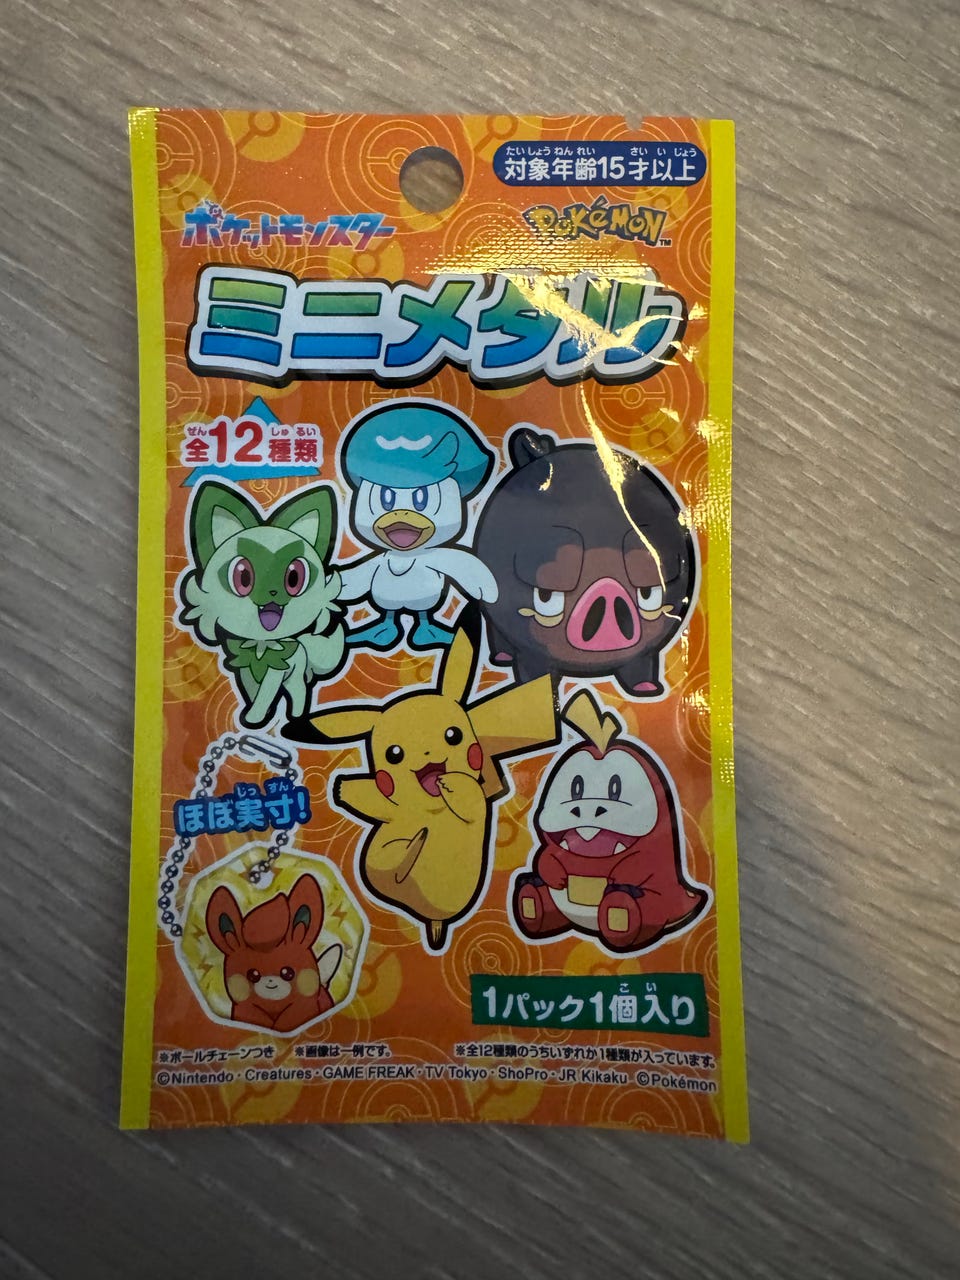 たいしょうねんれい さいいじょう
対象年齢15才以上
ポケットモンスター
POKéMON™
ミニメタル
ぜん しゅるい
全12種類
じっすん
ほぼ実寸!
こい
1パック1個入り
※ボールチェーンつき ※画像は一例です。 ※全12種類のうちいずれか1種類が入っています。
©Nintendo・Creatures・GAME FREAK・TV Tokyo・ShoPro・JR Kikaku ©Pokémon